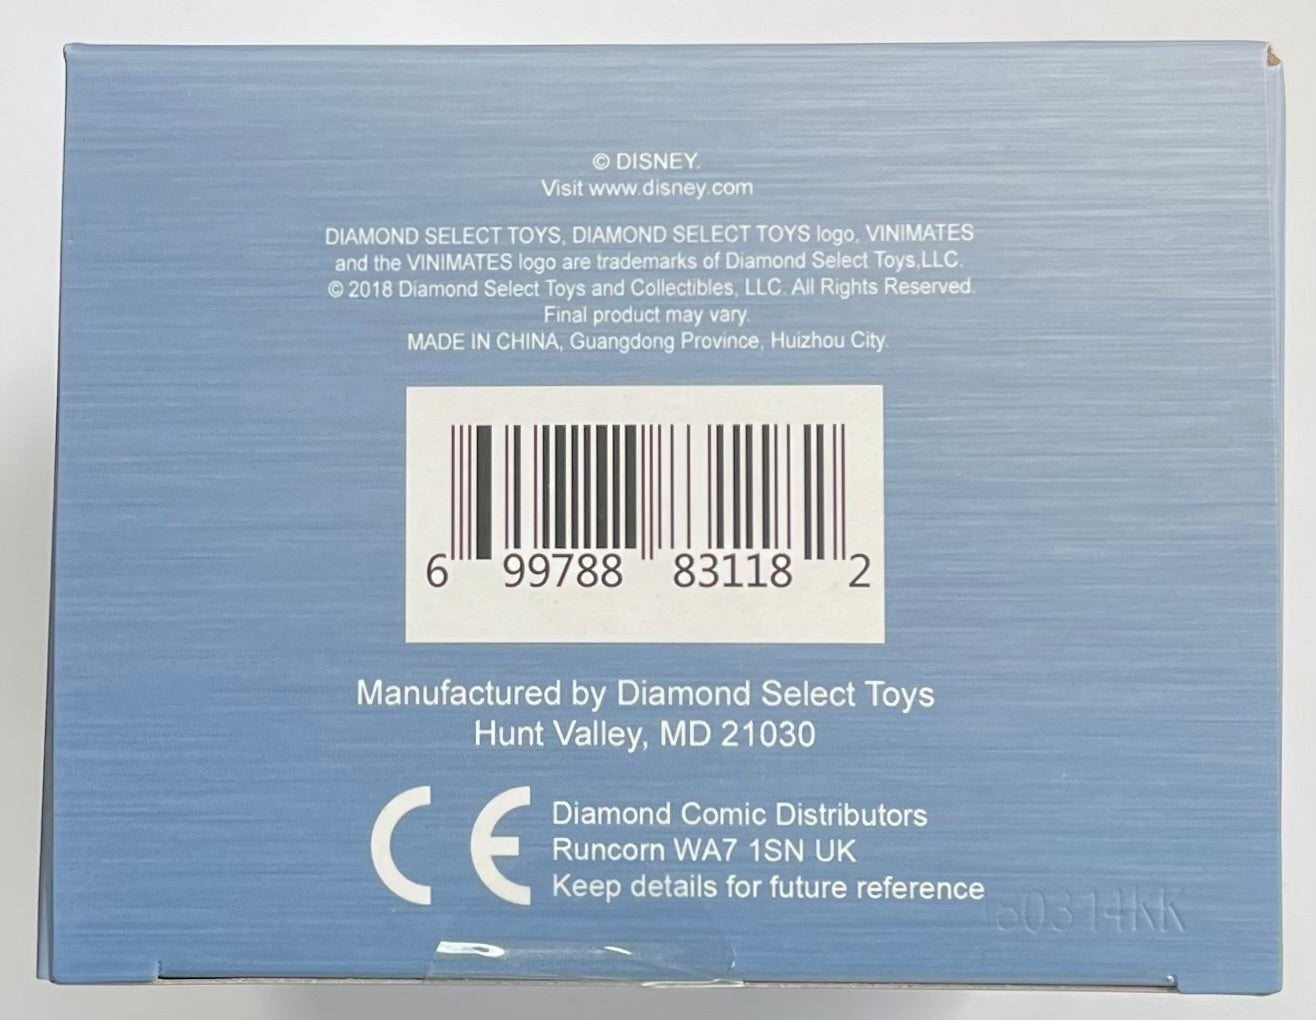 © DISNEY.
Visit www.disney.com
DIAMOND SELECT TOYS, DIAMOND SELECT TOYS logo, VINIMATES
and the VINIMATES logo are trademarks of Diamond Select Toys,LLC.
© 2018 Diamond Select Toys and Collectibles, LLC. All Rights Reserved.
Final product may vary.
MADE IN CHINA, Guangdong Province, Huizhou City.
6 99788 83118 2
Manufactured by Diamond Select Toys
Hunt Valley, MD 21030
CE
Diamond Comic Distributors
Runcorn WA7 1SN UK
Keep details for future reference